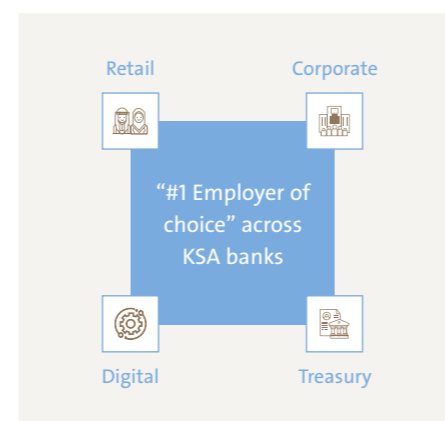 Retail
Corporate
“#1 Employer of
choice” across
KSA banks
Digital
Treasury